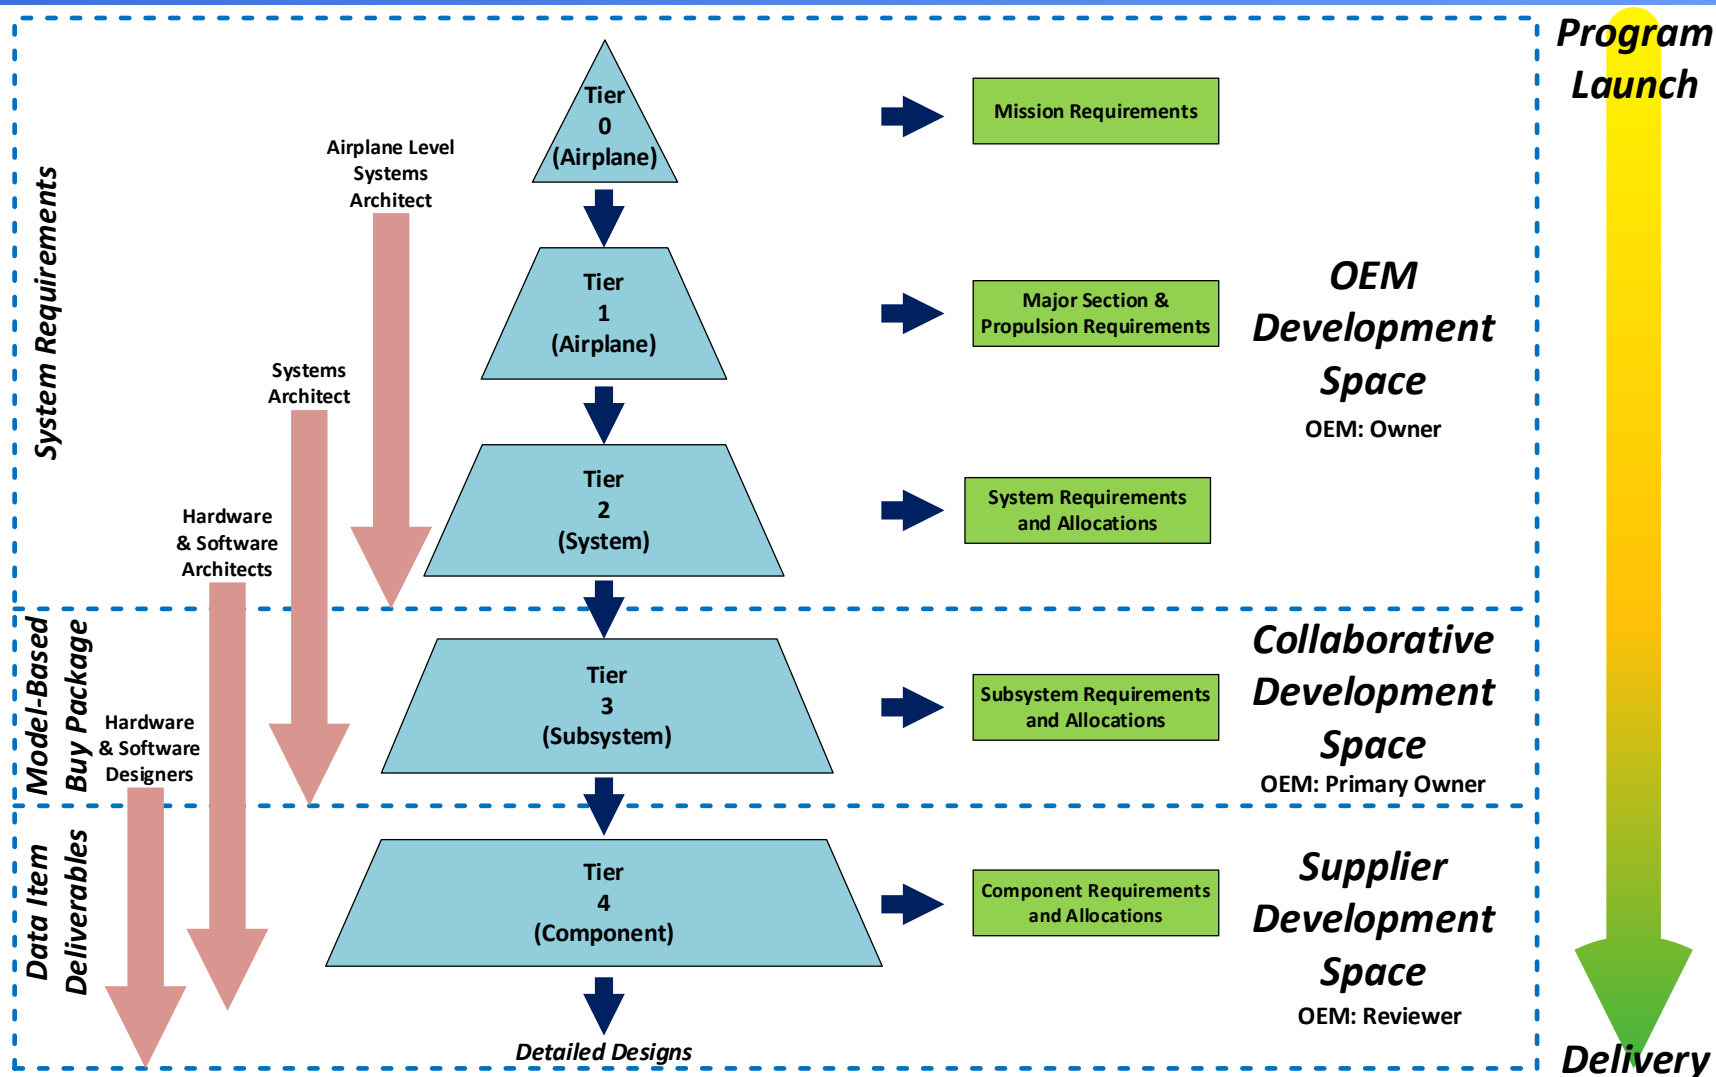 Program
Launch
Tier
0
(Airplane)
Mission Requirements
Airplane Level
Systems
Architect
System Requirements
Tier
1
(Airplane)
Major Section &
Propulsion Requirements
OEM
Development
Space
OEM: Owner
Systems
Architect
Tier
2
(System)
System Requirements
and Allocations
Hardware
& Software
Architects
Model-Based
Buy Package
Tier
3
(Subsystem)
Subsystem Requirements
and Allocations
Collaborative
Development
Space
OEM: Primary Owner
Hardware
& Software
Designers
Data Item
Deliverables
Tier
4
(Component)
Component Requirements
and Allocations
Supplier
Development
Space
OEM: Reviewer
Detailed Designs
Delivery